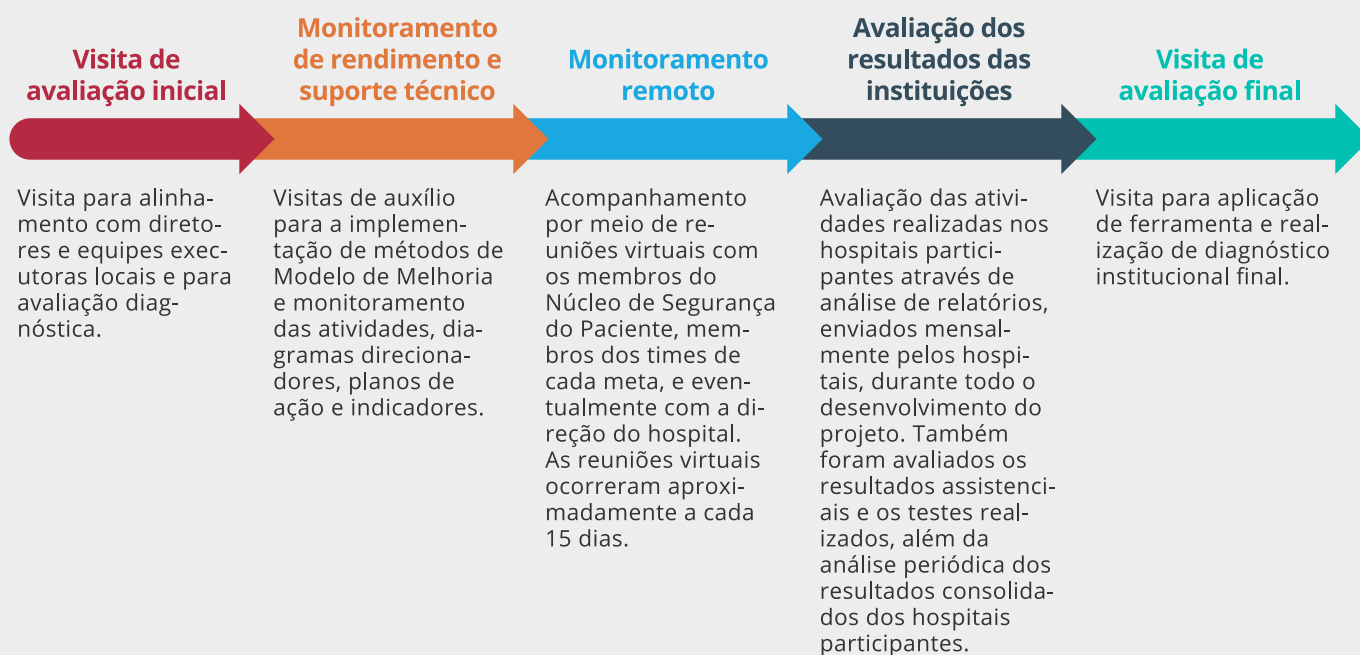 Visita de
avaliação inicial
Visita para alinha-
mento com direto-
res e equipes exec-
utoras locais e para
avaliação diag-
nóstica.
Monitoramento
de rendimento e
suporte técnico
Visitas de auxílio
para a implemen-
tação de métodos de
Modelo de Melhoria
e monitoramento
das atividades, dia-
gramas direciona-
dores, planos de
ação e indicadores.
Monitoramento
remoto
Acompanhamento
por meio de re-
uniões virtuais com
os membros do
Núcleo de Segurança
do Paciente, mem-
bros dos times de
cada meta, e even-
tualmente com a di-
reção do hospital.
As reuniões virtuais
ocorreram aproxi-
madamente a cada
15 dias.
Avaliação dos
resultados das
instituições
Avaliação das ativi-
dades realizadas nos
hospitais partici-
pantes através de
análise de relatórios,
enviados mensal-
mente pelos hospi-
tais, durante todo o
desenvolvimento do
projeto. Também
foram avaliados os
resultados assistenci-
ais e os testes real-
izados, além da
análise periódica dos
resultados consolida-
dos dos hospitais
participantes.
Visita de
avaliação final
Visita para aplicação
de ferramenta e real-
ização de diagnóstico
institucional final.